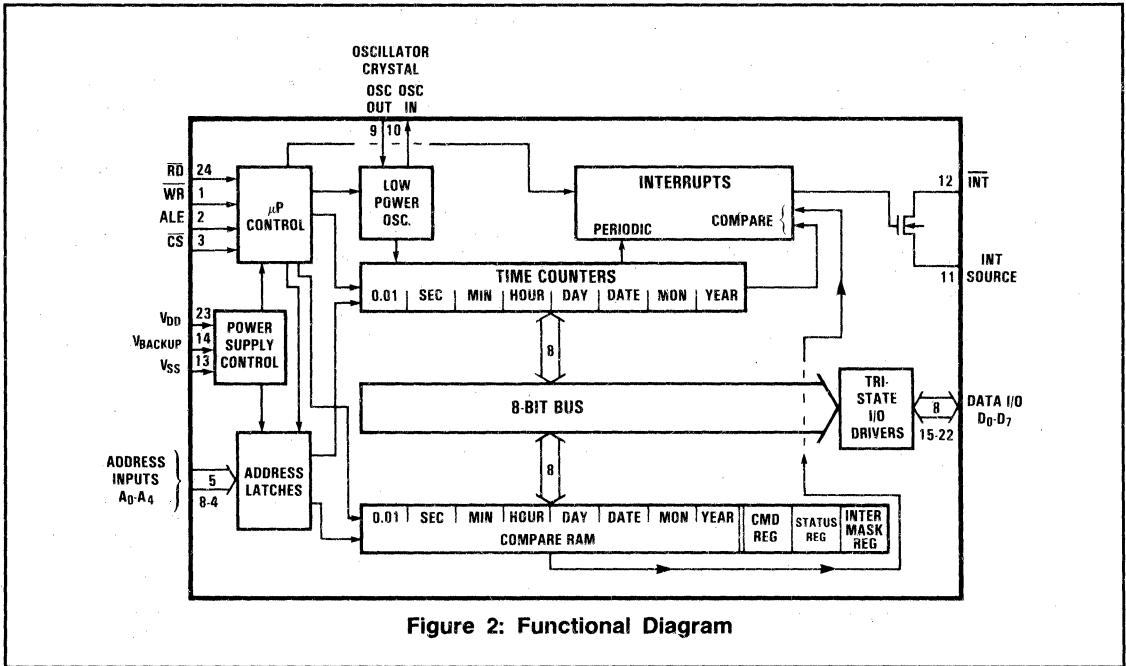 OSCILLATOR
CRYSTAL
OSC OSC
OUT IN
9 10
RD 24
WR 1
ALE 2
CS 3
μP
CONTROL
LOW
POWER
OSC.
INTERRUPTS
COMPARE {
PERIODIC
12 INT
11 INT
SOURCE
TIME COUNTERS
0.01 SEC MIN HOUR DAY DATE MON YEAR
VDD 23
VBACKUP 14
VSS 13
POWER
SUPPLY
CONTROL
8
8-BIT BUS
TRI-
STATE
I/O
DRIVERS
8
15-22
DATA I/O
D0-D7
8
ADDRESS
INPUTS
A0-A4
5
8-4
ADDRESS
LATCHES
0.01 SEC MIN HOUR DAY DATE MON YEAR
COMPARE RAM
CMD
REG
STATUS
REG
INTER
MASK
REG
Figure 2: Functional Diagram